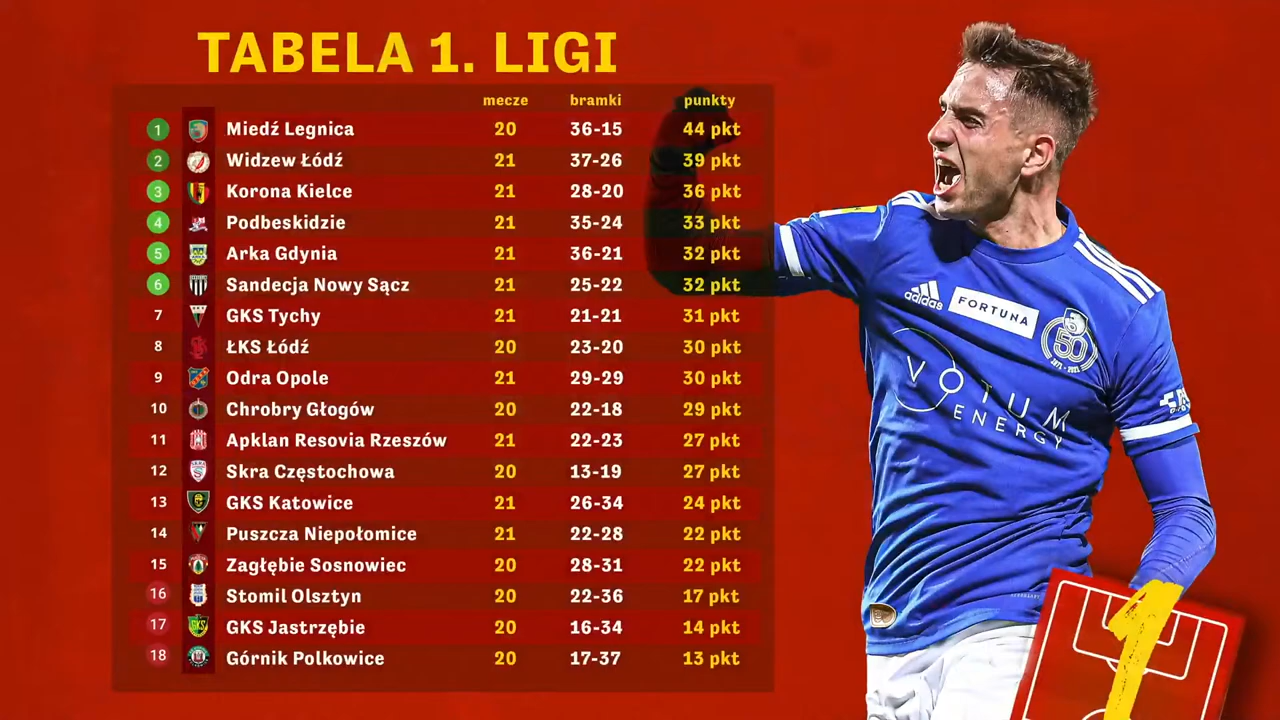 TABELA 1. LIGI
mecze bramki punkty
1 Miedź Legnica 20 36-15 44 pkt
2 Widzew Łódź 21 37-26 39 pkt
3 Korona Kielce 21 28-20 36 pkt
4 Podbeskidzie 21 35-24 33 pkt
5 Arka Gdynia 21 36-21 32 pkt
6 Sandecja Nowy Sącz 21 25-22 32 pkt
7 GKS Tychy 21 21-21 31 pkt
8 ŁKS Łódź 20 23-20 30 pkt
9 Odra Opole 21 29-29 30 pkt
10 Chrobry Głogów 20 22-18 29 pkt
11 Apklan Resovia Rzeszów 21 22-23 27 pkt
12 Skra Częstochowa 20 13-19 27 pkt
13 GKS Katowice 21 26-34 24 pkt
14 Puszcza Niepołomice 21 22-28 22 pkt
15 Zagłębie Sosnowiec 20 28-31 22 pkt
16 Stomil Olsztyn 20 22-36 17 pkt
17 GKS Jastrzębie 20 16-34 14 pkt
18 Górnik Polkowice 20 17-37 13 pkt
adidas
FORTUNA
50
VOTUM
ENERGY
1